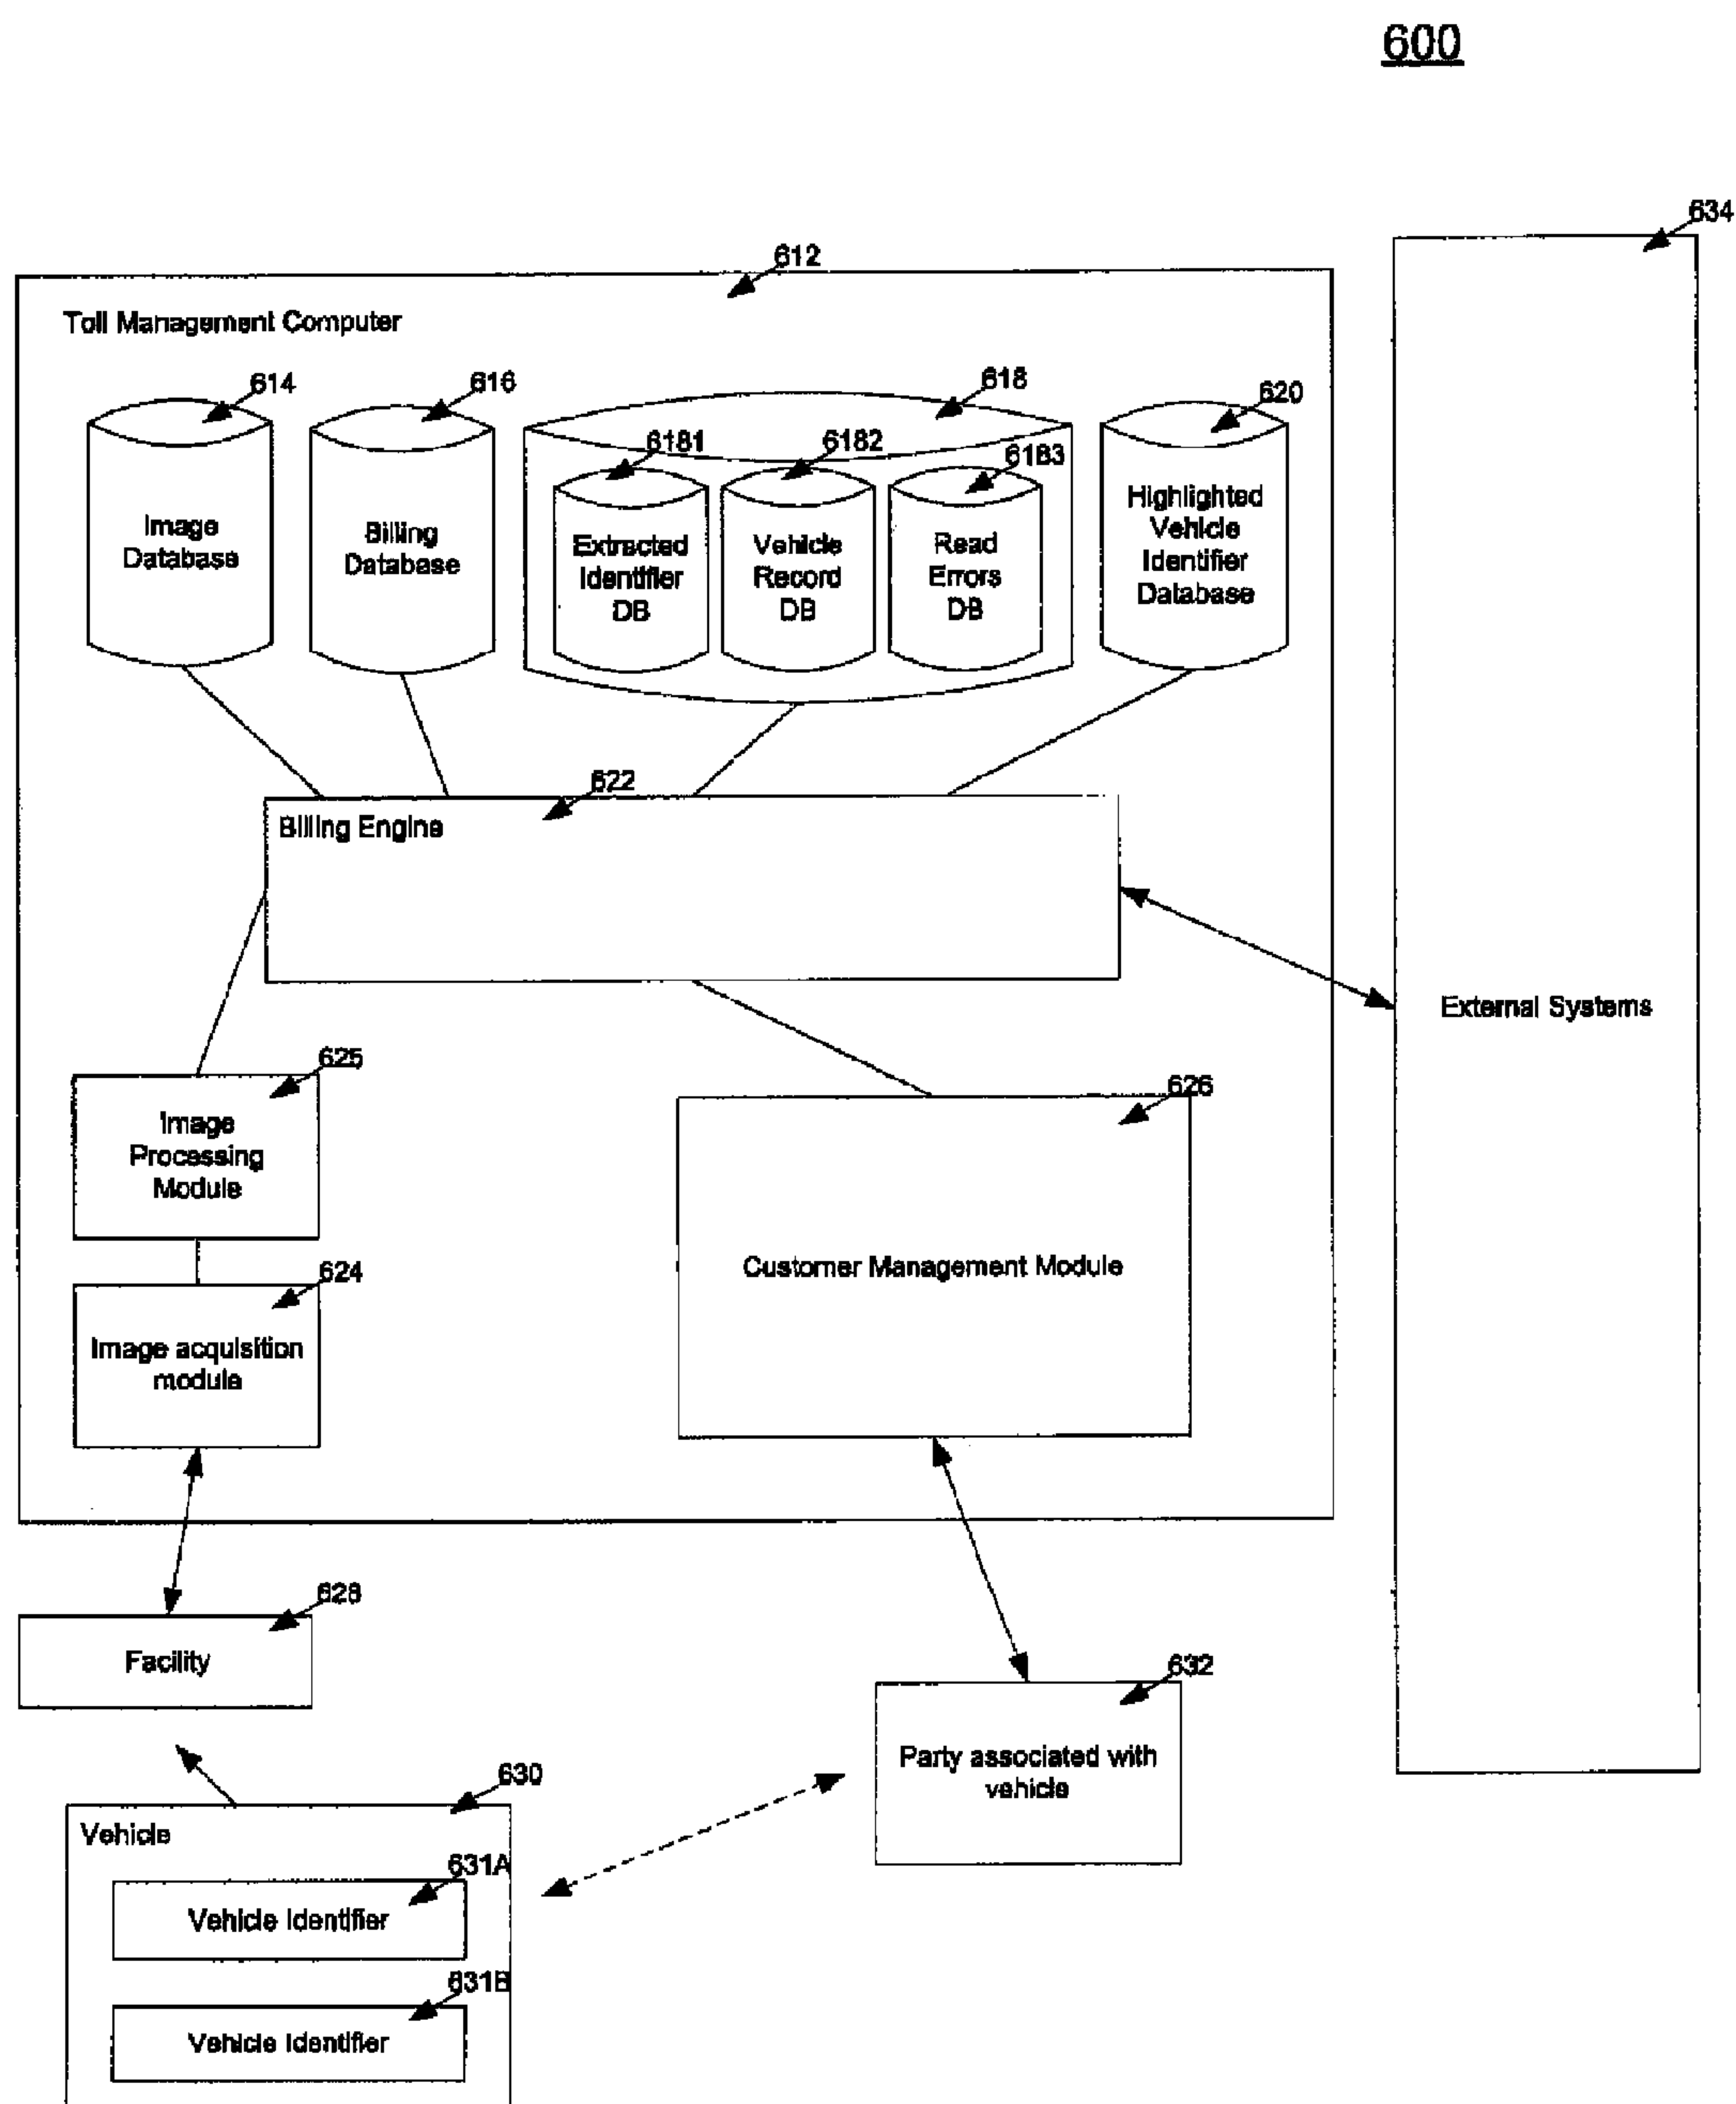 600
634
612
Toll Management Computer
614
616
618
620
6181
6182
6183
Image
Database
Billing
Database
Extracted
Identifier
DB
Vehicle
Record
DB
Read
Errors
DB
Highlighted
Vehicle
Identifier
Database
622
Billing Engine
External Systems
625
Image
Processing
Module
626
Customer Management Module
624
Image acquisition
module
628
Facility
632
Party associated with
vehicle
630
Vehicle
631A
Vehicle Identifier
631B
Vehicle Identifier